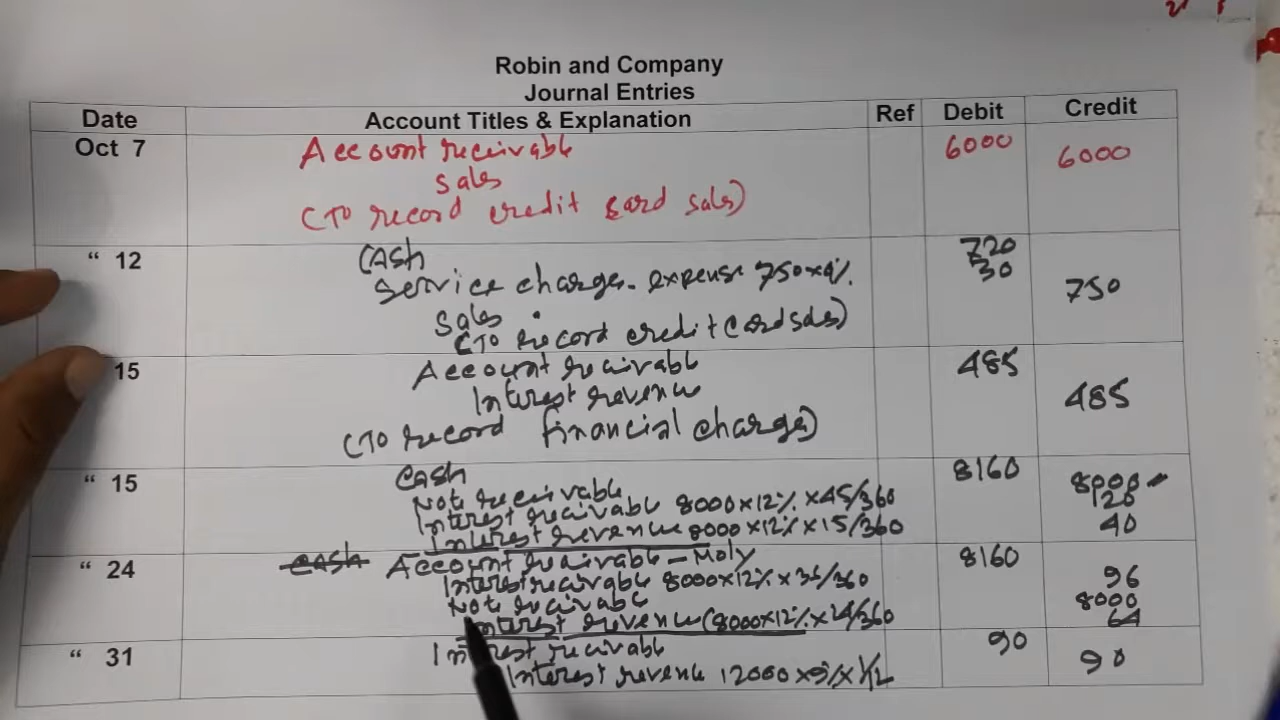 Robin and Company
Journal Entries
Date Account Titles & Explanation Ref Debit Credit
Oct 7 Account receivable 6000
Sales 6000
(To record credit card sales)
" 12 Cash 720
Service charges. expense 750x4% 30
Sales 750
(To record credit card sales)
15 Account receivable 485
Interest revenue 485
(To record financial charge)
" 15 Cash 8160
Note receivable 8000
Interest receivable 8000x12% x45/360 120
Interest revenue 8000x12% x15/360 40
" 24 Cash Account receivable - Moly 8160
Interest receivable 8000x12% x36/360 96
Note receivable 8000
Interest revenue (8000x12% x24/360 64
" 31 Interest receivable 90
Interest revenue 12000x9%x1/12 90